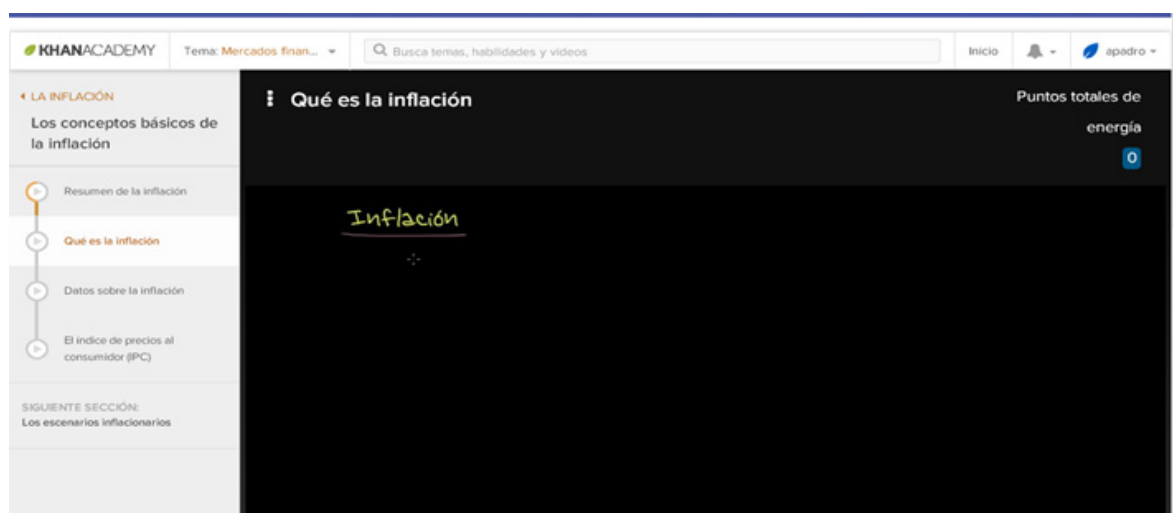 KHANACADEMY
Tema: Mercados finan...
Busca temas, habilidades y videos
Inicio
apadro
LA INFLACIÓN
Los conceptos básicos de
la inflación
Resumen de la inflación
Qué es la inflación
Datos sobre la inflación
El índice de precios al
consumidor (IPC)
SIGUIENTE SECCIÓN:
Los escenarios inflacionarios
Qué es la inflación
Puntos totales de
energía
0
Inflación